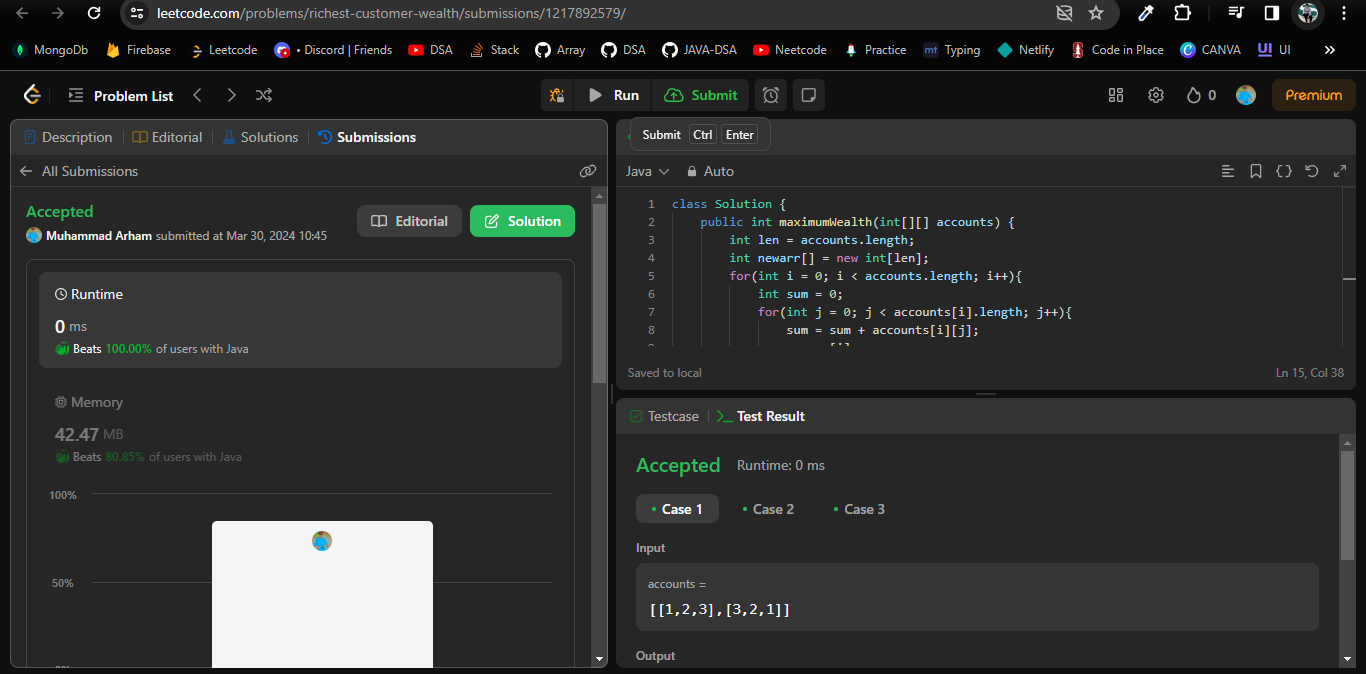 leetcode.com/problems/richest-customer-wealth/submissions/1217892579/
MongoDb Firebase Leetcode • Discord | Friends DSA Stack Array DSA JAVA-DSA Neetcode Practice mt Typing Netlify Code in Place C CANVA UI UI »
Problem List Run Submit 0 Premium
Description Editorial Solutions Submissions
Submit Ctrl Enter
All Submissions
Java Auto
Accepted
Muhammad Arham submitted at Mar 30, 2024 10:45
Editorial Solution
Runtime
0 ms
Beats 100.00% of users with Java
Memory
42.47 MB
Beats 80.85% of users with Java
100%
50%
0%
1 class Solution {
2 public int maximumWealth(int[][] accounts) {
3 int len = accounts.length;
4 int newarr[] = new int[len];
5 for(int i = 0; i < accounts.length; i++){
6 int sum = 0;
7 for(int j = 0; j < accounts[i].length; j++){
8 sum = sum + accounts[i][j];
Saved to local Ln 15, Col 38
Testcase Test Result
Accepted Runtime: 0 ms
• Case 1 • Case 2 • Case 3
Input
accounts =
[[1,2,3],[3,2,1]]
Output